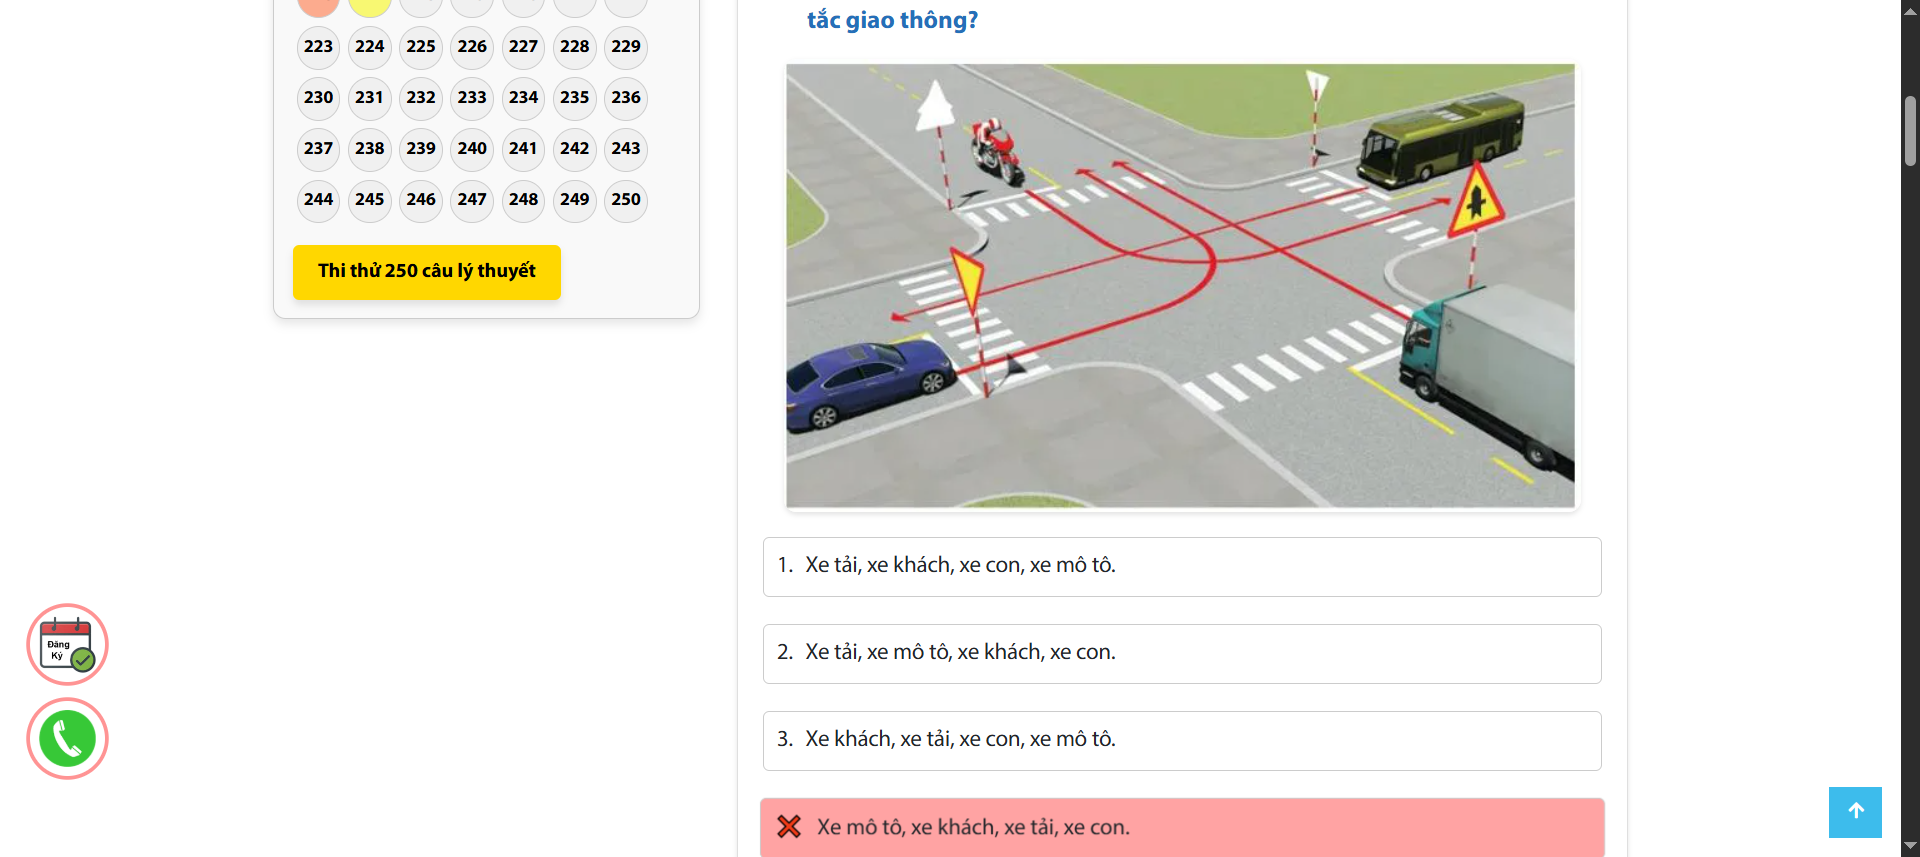 tắc giao thông?
223 224 225 226 227 228 229
230 231 232 233 234 235 236
237 238 239 240 241 242 243
244 245 246 247 248 249 250
Thi thử 250 câu lý thuyết
1. Xe tải, xe khách, xe con, xe mô tô.
2. Xe tải, xe mô tô, xe khách, xe con.
3. Xe khách, xe tải, xe con, xe mô tô.
Xe mô tô, xe khách, xe tải, xe con.
Đăng
Ký